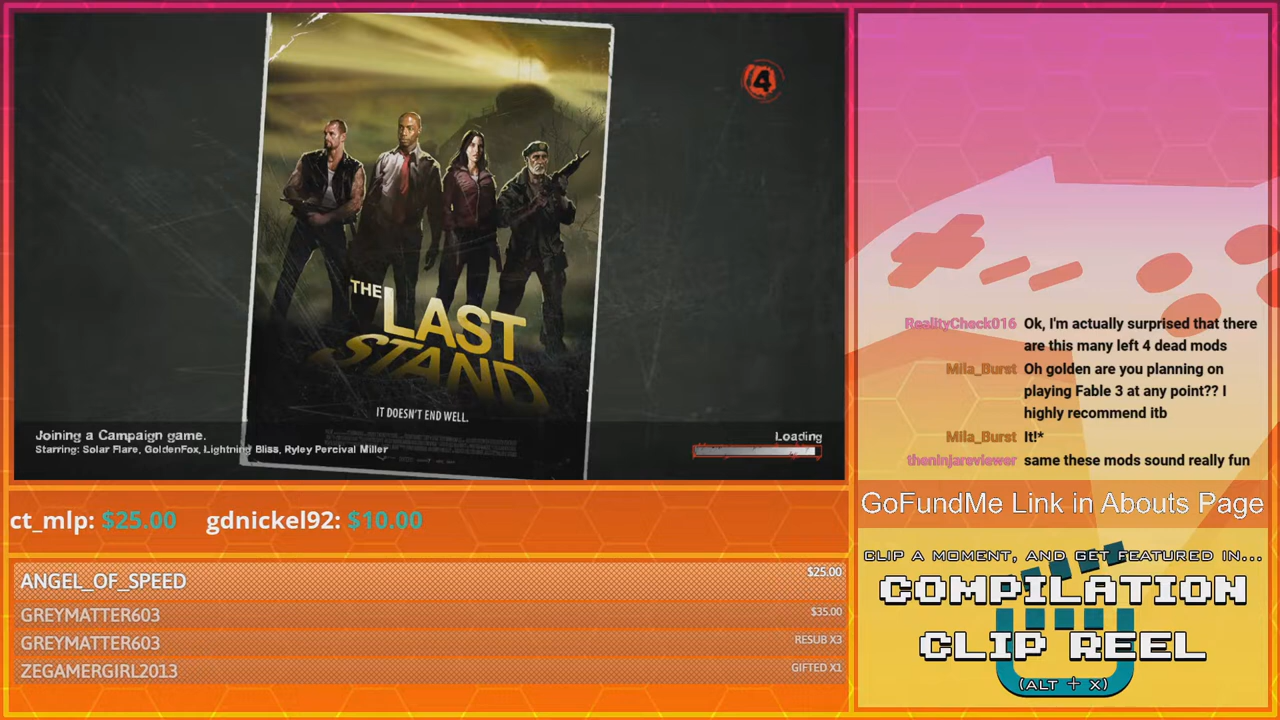 4
THE
LAST
STAND
IT DOESN'T END WELL.
Joining a Campaign game.
Starring: Solar Flare, GoldenFox, Lightning Bliss, Ryley Percival Miller
Loading
RealityCheck016 Ok, I'm actually surprised that there
are this many left 4 dead mods
Mila_Burst Oh golden are you planning on
playing Fable 3 at any point?? I
highly recommend itb
Mila_Burst It!*
theninjareviewer same these mods sound really fun
GoFundMe Link in Abouts Page
ct_mlp: $25.00 gdnickel92: $10.00
ANGEL_OF_SPEED $25.00
GREYMATTER603 $35.00
GREYMATTER603 RESUB X3
ZEGAMERGIRL2013 GIFTED X1
CLIP A MOMENT, AND GET FEATURED IN...
COMPILATION
CLIP REEL
(ALT + X)